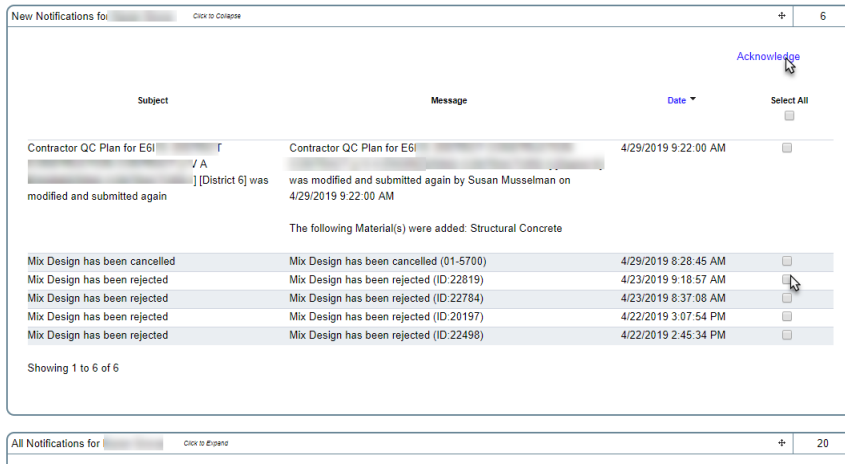 New Notifications for Click to Collapse 6
Acknowledge
Subject Message Date Select All
Contractor QC Plan for E6 T Contractor QC Plan for E6 4/29/2019 9:22:00 AM
V A
] [District 6] was was modified and submitted again by Susan Musselman on
modified and submitted again 4/29/2019 9:22:00 AM
The following Material(s) were added: Structural Concrete
Mix Design has been cancelled Mix Design has been cancelled (01-5700) 4/29/2019 8:28:45 AM
Mix Design has been rejected Mix Design has been rejected (ID:22819) 4/23/2019 9:18:57 AM
Mix Design has been rejected Mix Design has been rejected (ID:22784) 4/23/2019 8:37:08 AM
Mix Design has been rejected Mix Design has been rejected (ID:20197) 4/22/2019 3:07:54 PM
Mix Design has been rejected Mix Design has been rejected (ID:22498) 4/22/2019 2:45:34 PM
Showing 1 to 6 of 6
All Notifications for Click to Expand 20